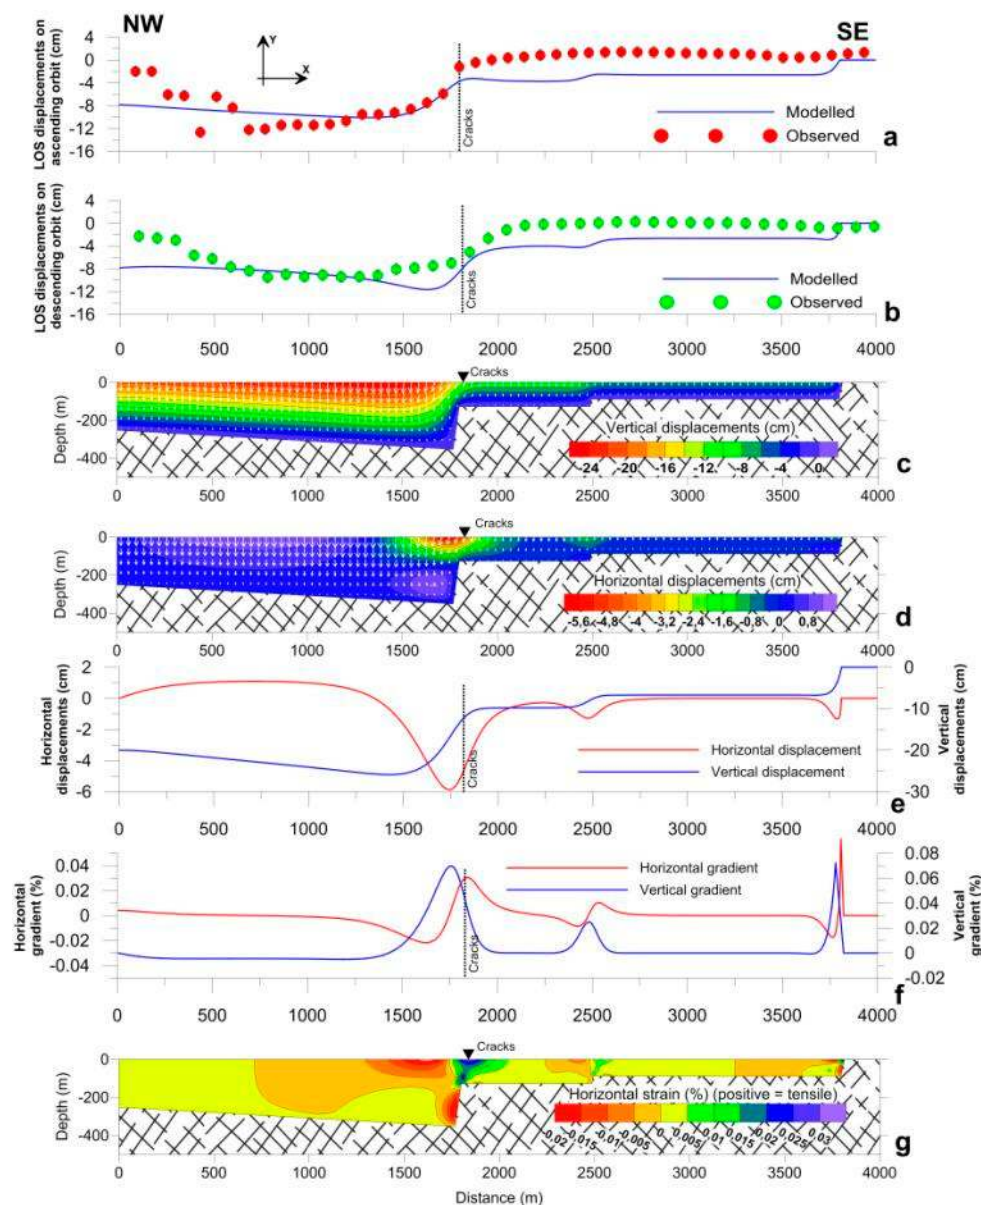 NW
SE
LOS displacements on
ascending orbit (cm)
4
0
-4
-8
-12
-16
Y
X
Cracks
Modelled
Observed
a
LOS displacements on
descending orbit (cm)
4
0
-4
-8
-12
-16
Cracks
Modelled
Observed
b
0 500 1000 1500 2000 2500 3000 3500 4000
Cracks
Depth (m)
0
-200
-400
Vertical displacements (cm)
-24 -20 -16 -12 -8 -4 0
c
0 500 1000 1500 2000 2500 3000 3500 4000
Cracks
Depth (m)
0
-200
-400
Horizontal displacements (cm)
-5,6 -4,8 -4 -3,2 -2,4 -1,6 -0,8 0 0,8
d
0 500 1000 1500 2000 2500 3000 3500 4000
Horizontal
displacements (cm)
2
0
-2
-4
-6
Cracks
Horizontal displacement
Vertical displacement
0
-10
-20
-30
Vertical
displacements (cm)
e
0 500 1000 1500 2000 2500 3000 3500 4000
Horizontal
gradient (%)
0.04
0.02
0
-0.02
-0.04
Cracks
Horizontal gradient
Vertical gradient
0.08
0.06
0.04
0.02
0
-0.02
Vertical
gradient (%)
f
0 500 1000 1500 2000 2500 3000 3500 4000
Cracks
Depth (m)
0
-200
-400
Horizontal strain (%) (positive = tensile)
-0,02 -0,015 -0,01 -0,005 0 0,005 0,01 0,015 0,02 0,025 0,03
g
0 500 1000 1500 2000 2500 3000 3500 4000
Distance (m)